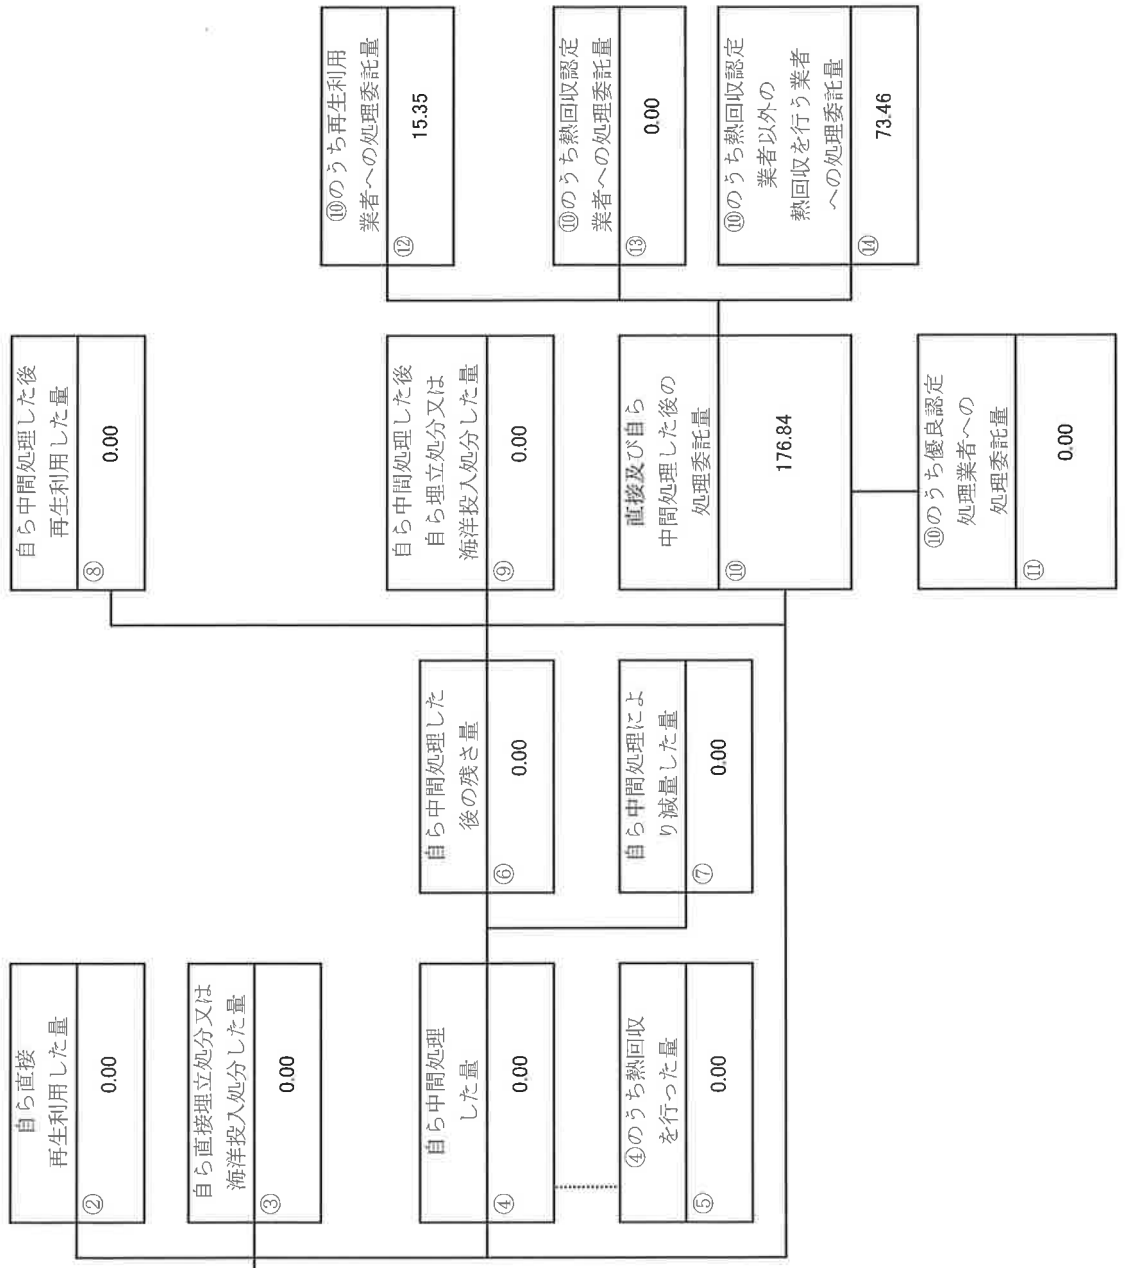 自ら直接
再生利用した量
②
0.00
自ら直接埋立処分又は
海洋投入処分した量
③
0.00
自ら中間処理
した量
④
0.00
④のうち熱回収
を行った量
⑤
0.00
自ら中間処理した
後の残さ量
⑥
0.00
自ら中間処理によ
り減量した量
⑦
0.00
自ら中間処理した後
再生利用した量
⑧
0.00
自ら中間処理した後
自ら埋立処分又は
海洋投入処分した量
⑨
0.00
直接及び自ら
中間処理した後の
処理委託量
⑩
176.84
⑩のうち優良認定
処理業者への
処理委託量
⑪
0.00
⑩のうち再生利用
業者への処理委託量
⑫
15.35
⑩のうち熱回収認定
業者への処理委託量
⑬
0.00
⑩のうち熱回収認定
業者以外の
熱回収を行う業者
への処理委託量
⑭
73.46